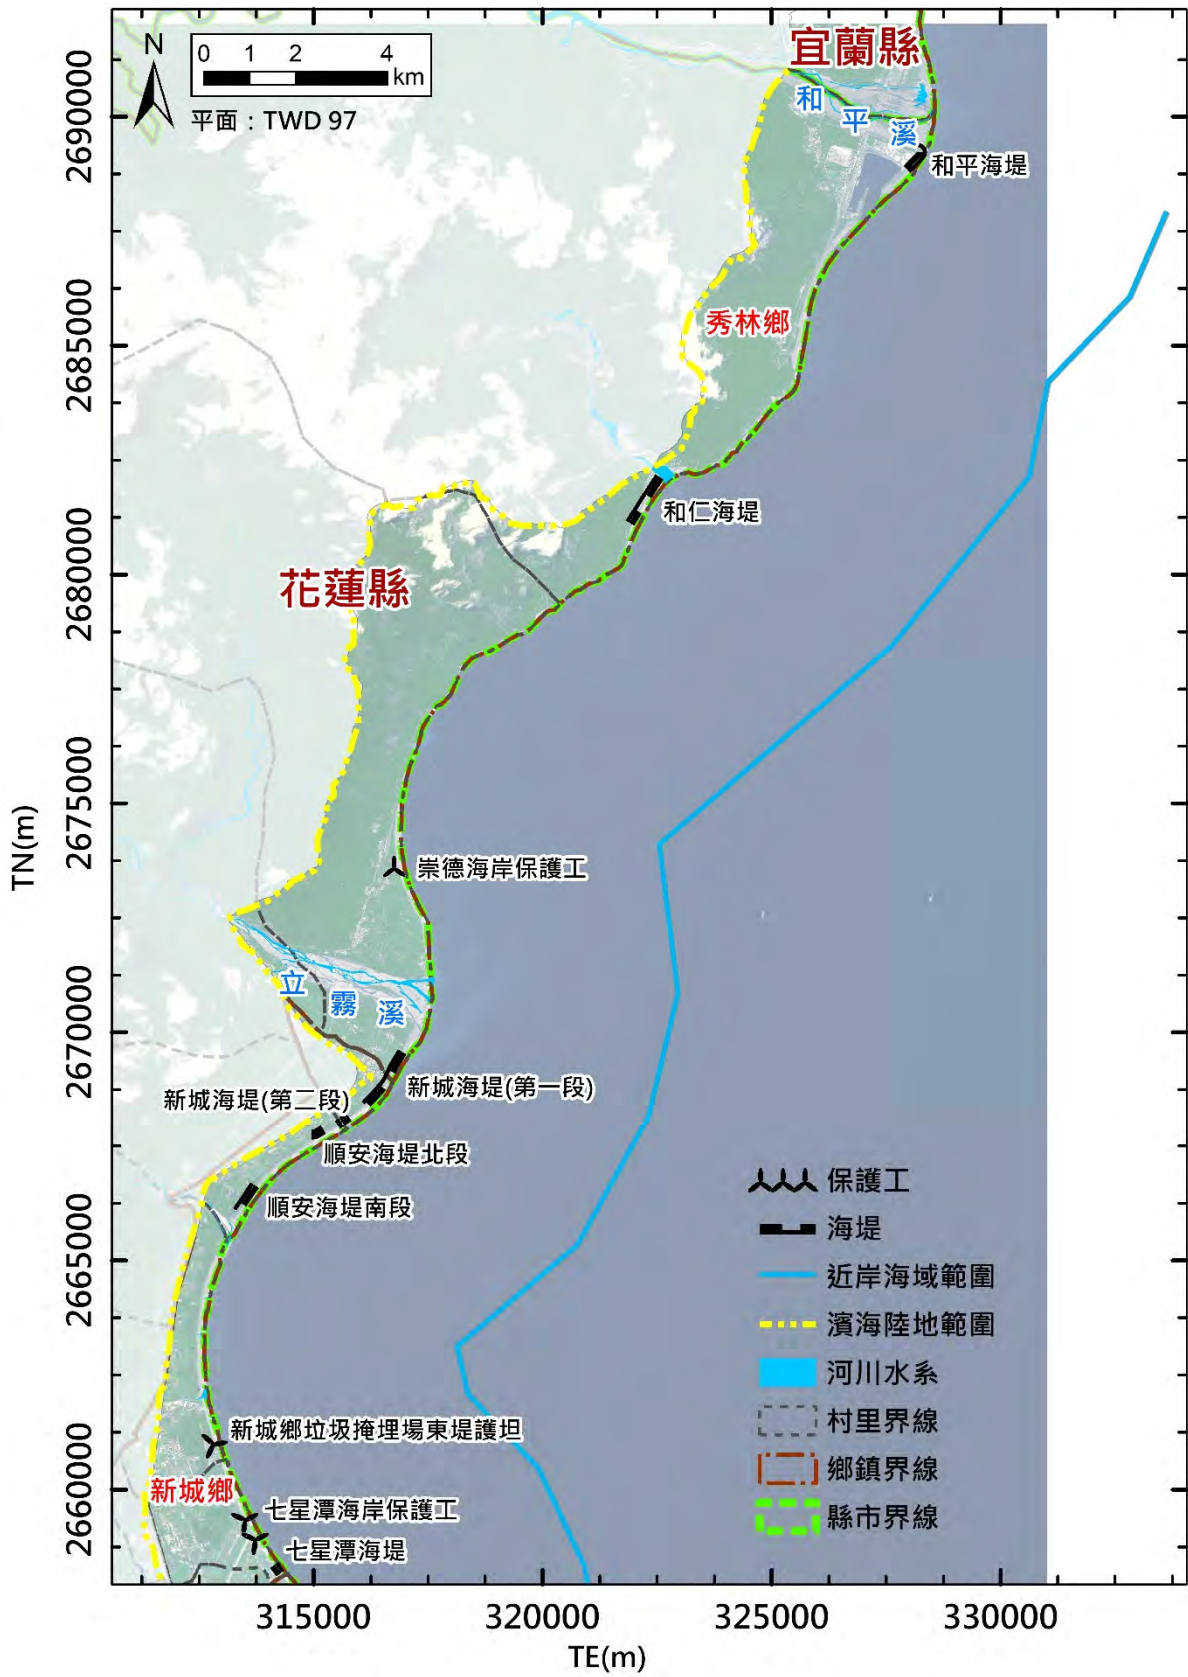 N
0 1 2 4
km
平面：TWD 97
宜蘭縣
和平溪
和平海堤
秀林鄉
和仁海堤
花蓮縣
崇德海岸保護工
立霧溪
新城海堤(第一段)
新城海堤(第二段)
順安海堤北段
順安海堤南段
新城鄉垃圾掩埋場東堤護坦
新城鄉
七星潭海岸保護工
七星潭海堤
保護工
海堤
近岸海域範圍
濱海陸地範圍
河川水系
村里界線
鄉鎮界線
縣市界線
TN(m)
2690000
2685000
2680000
2675000
2670000
2665000
2660000
315000 320000 325000 330000
TE(m)